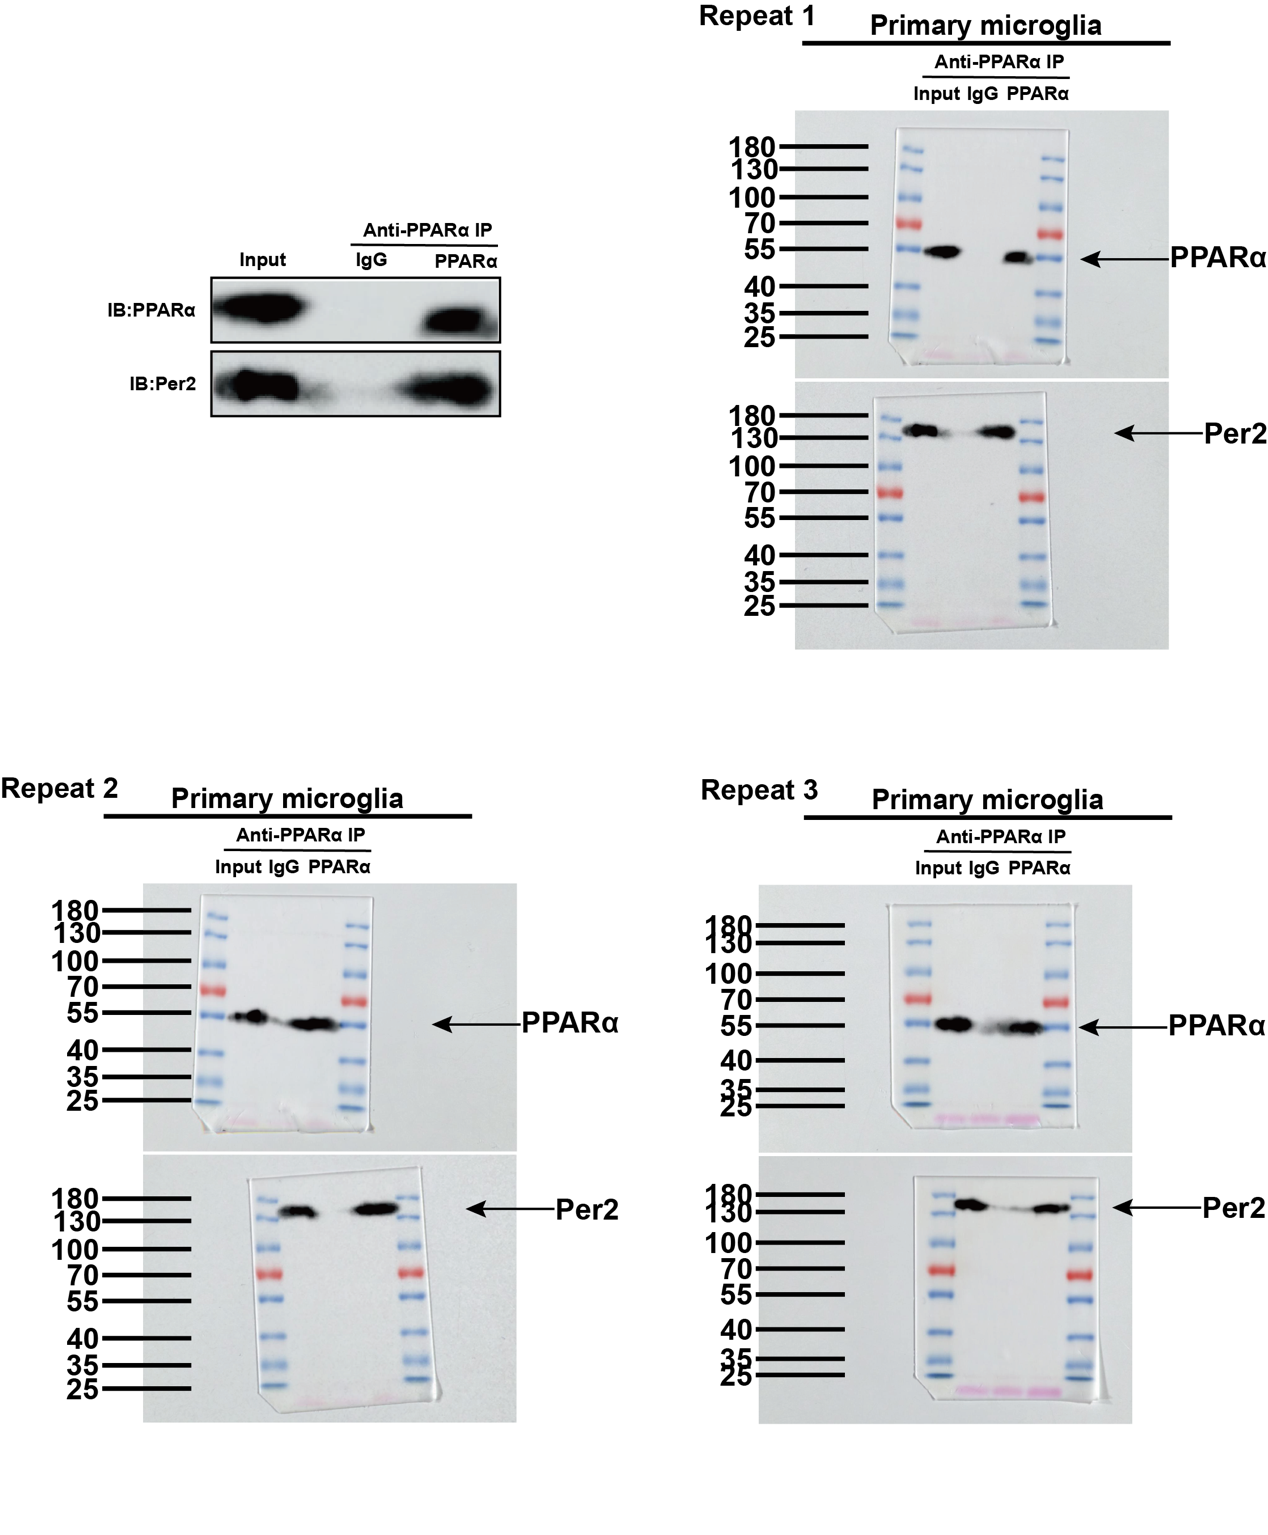 Repeat 1
Primary microglia
Anti-PPARα IP
Input IgG PPARα
180
130
100
70
55
40
35
25
PPARα
180
130
100
70
55
40
35
25
Per2
Anti-PPARα IP
Input IgG PPARα
IB:PPARα
IB:Per2
Repeat 2
Primary microglia
Anti-PPARα IP
Input IgG PPARα
180
130
100
70
55
40
35
25
PPARα
180
130
100
70
55
40
35
25
Per2
Repeat 3
Primary microglia
Anti-PPARα IP
Input IgG PPARα
180
130
100
70
55
40
35
25
PPARα
180
130
100
70
55
40
35
25
Per2